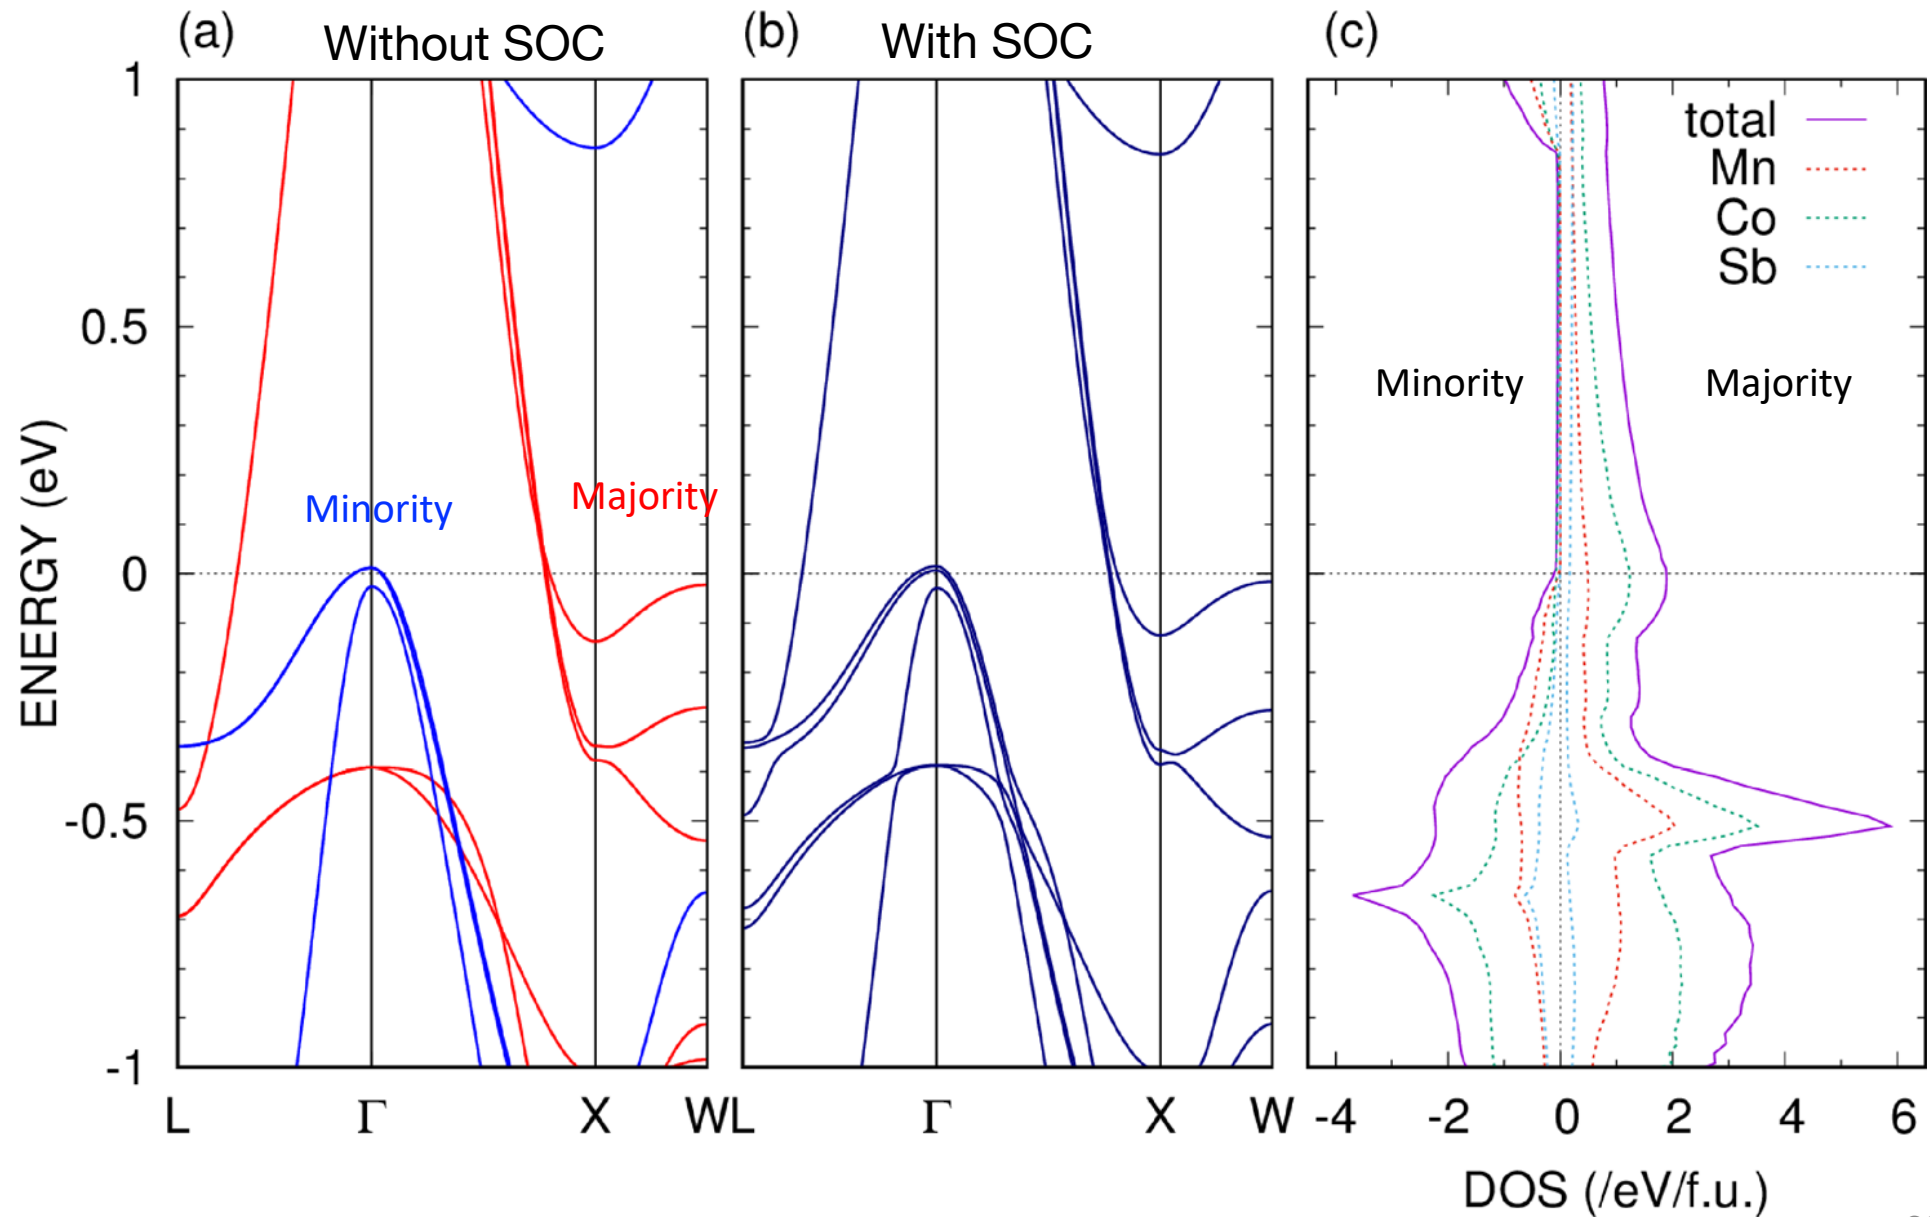 (a) Without SOC
(b) With SOC
(c)
ENERGY (eV)
1
0.5
0
-0.5
-1
Minority
Majority
L Γ X W
L Γ X W
total
Mn
Co
Sb
Minority
Majority
-4 -2 0 2 4 6
DOS (/eV/f.u.)